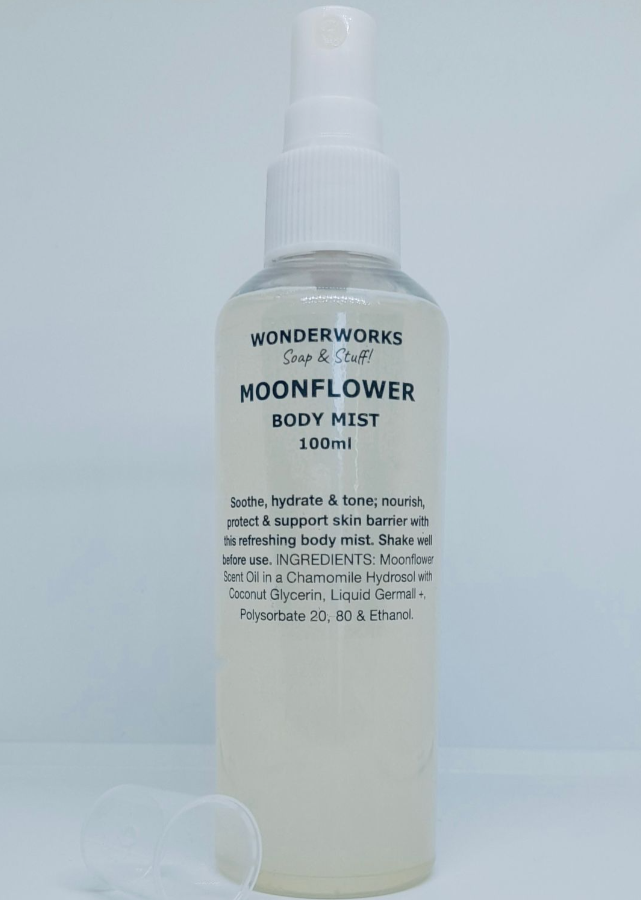 WONDERWORKS
Soap & Stuff!
MOONFLOWER
BODY MIST
100ml
Soothe, hydrate & tone; nourish,
protect & support skin barrier with
this refreshing body mist. Shake well
before use. INGREDIENTS: Moonflower
Scent Oil in a Chamomile Hydrosol with
Coconut Glycerin, Liquid Germall +,
Polysorbate 20, 80 & Ethanol.